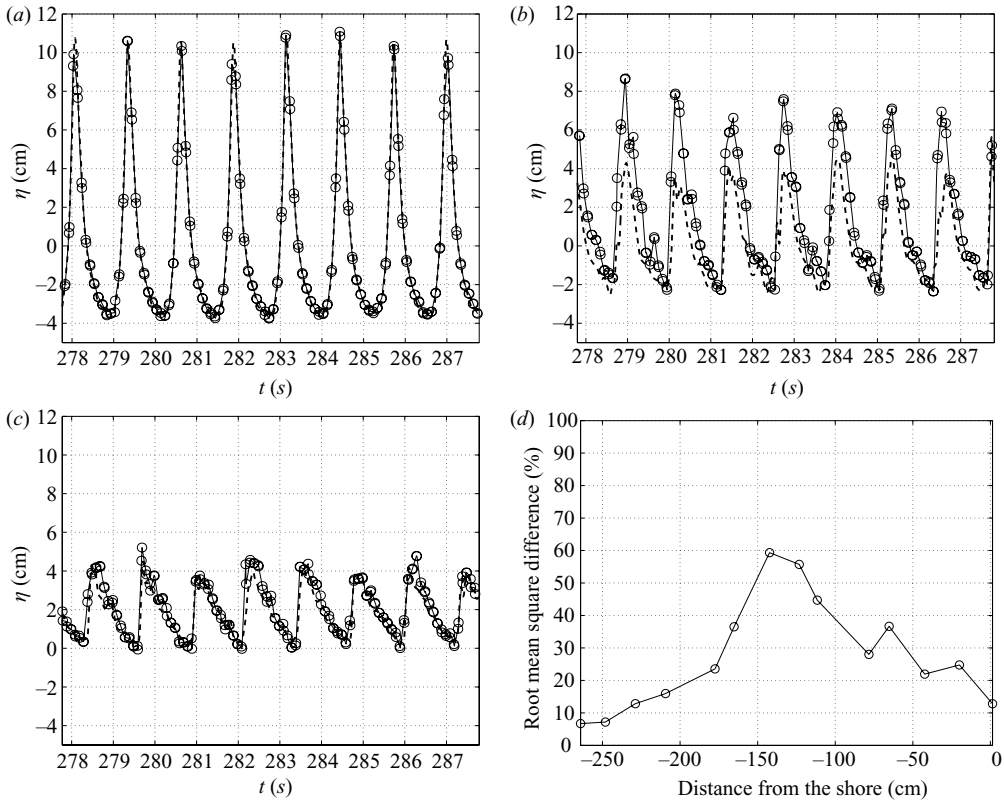 (a)
12
10
8
6
4
2
0
−2
−4
η (cm)
278 279 280 281 282 283 284 285 286 287
t (s)
(b)
12
10
8
6
4
2
0
−2
−4
η (cm)
278 279 280 281 282 283 284 285 286 287
t (s)
(c)
12
10
8
6
4
2
0
−2
−4
η (cm)
278 279 280 281 282 283 284 285 286 287
t (s)
(d)
100
90
80
70
60
50
40
30
20
10
0
Root mean square difference (%)
−250 −200 −150 −100 −50 0
Distance from the shore (cm)